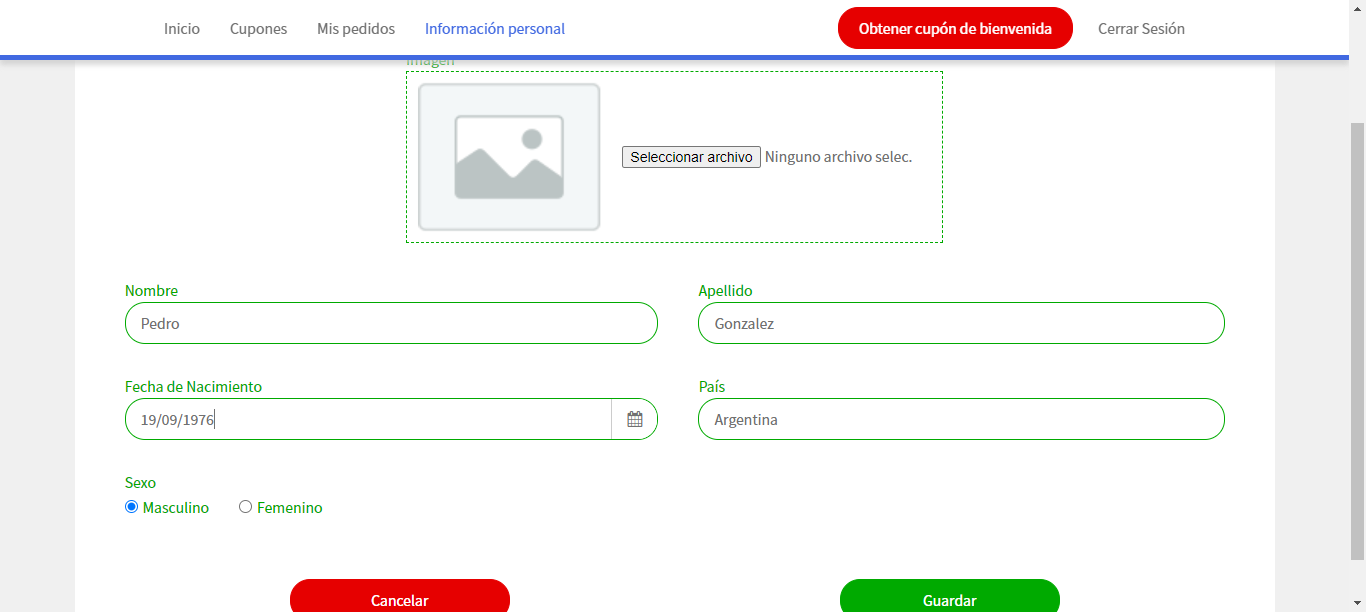 Inicio Cupones Mis pedidos Información personal Obtener cupón de bienvenida Cerrar Sesión
Imagen
Seleccionar archivo Ninguno archivo selec.
Nombre Apellido
Pedro Gonzalez
Fecha de Nacimiento País
19/09/1976 Argentina
Sexo
Masculino Femenino
Cancelar Guardar